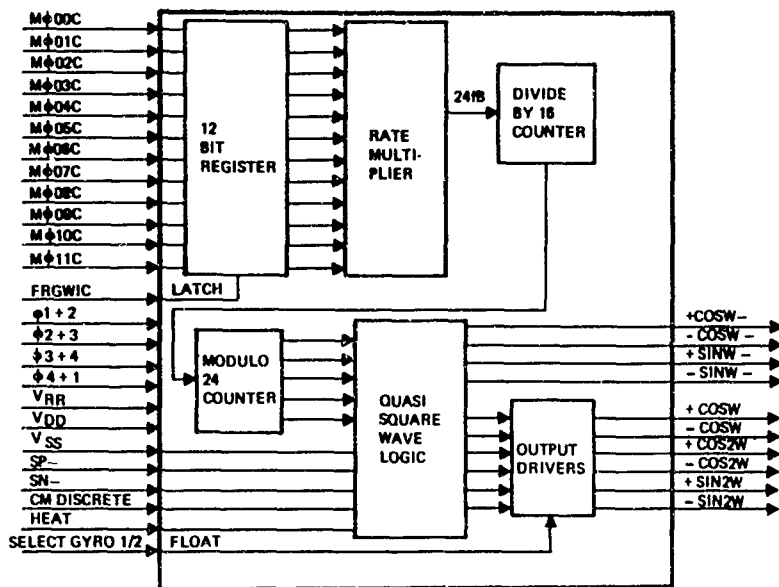 MΦ00C
MΦ01C
MΦ02C
MΦ03C
MΦ04C
MΦ05C
MΦ06C
MΦ07C
MΦ08C
MΦ09C
MΦ10C
MΦ11C
FRGWIC
φ1 + 2
φ2 + 3
φ3 + 4
φ4 + 1
VRR
VDD
VSS
SP-
SN-
CM DISCRETE
HEAT
SELECT GYRO 1/2
LATCH
FLOAT
12
BIT
REGISTER
RATE
MULTI-
PLIER
24fB
DIVIDE
BY 16
COUNTER
MODULO
24
COUNTER
QUASI
SQUARE
WAVE
LOGIC
OUTPUT
DRIVERS
+COSW-
- COSW -
+ SINW -
- SINW -
+ COSW
- COSW
+ COS2W
- COS2W
+ SIN2W
- SIN2W